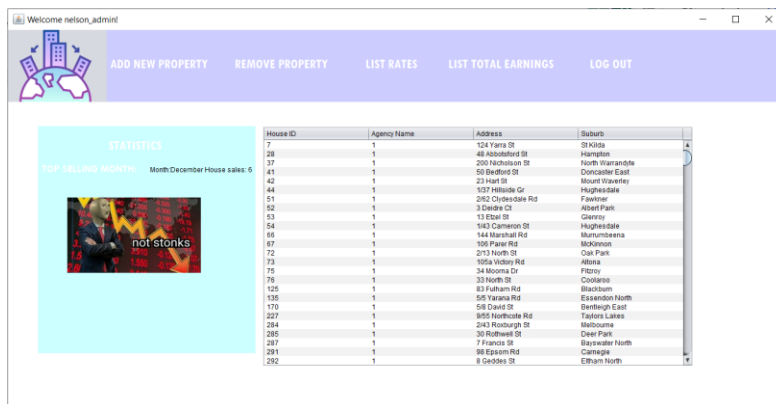 Welcome nelson_admin!
ADD NEW PROPERTY REMOVE PROPERTY LIST RATES LIST TOTAL EARNINGS LOG OUT
STATISTICS
TOP SELLING MONTH: Month:December House sales: 6
not stonks
House ID Agency Name Address Suburb
7 1 124 Yarra St St Kilda
28 1 48 Abbotsford St Hampton
37 1 200 Nicholson St North Warrandyte
41 1 50 Bedford St Doncaster East
42 1 23 Hart St Mount Waverley
44 1 1/37 Hillside Gr Hughesdale
51 1 2/62 Clydesdale Rd Fawkner
52 1 3 Deidre Ct Albert Park
53 1 13 Etzel St Glenroy
54 1 1/43 Cameron St Hughesdale
66 1 144 Marshall Rd Murrumbeena
67 1 106 Parer Rd McKinnon
72 1 2/13 North St Oak Park
73 1 105a Victory Rd Altona
75 1 34 Moorna Dr Fitzroy
76 1 33 North St Coolaroo
125 1 83 Fulham Rd Blackburn
135 1 5/5 Yarana Rd Essendon North
170 1 5/8 David St Bentleigh East
227 1 9/55 Northcote Rd Taylors Lakes
284 1 2/43 Roxburgh St Melbourne
285 1 30 Rothwell St Deer Park
287 1 7 Francis St Bayswater North
291 1 98 Epsom Rd Carnegie
292 1 8 Geddes St Eltham North